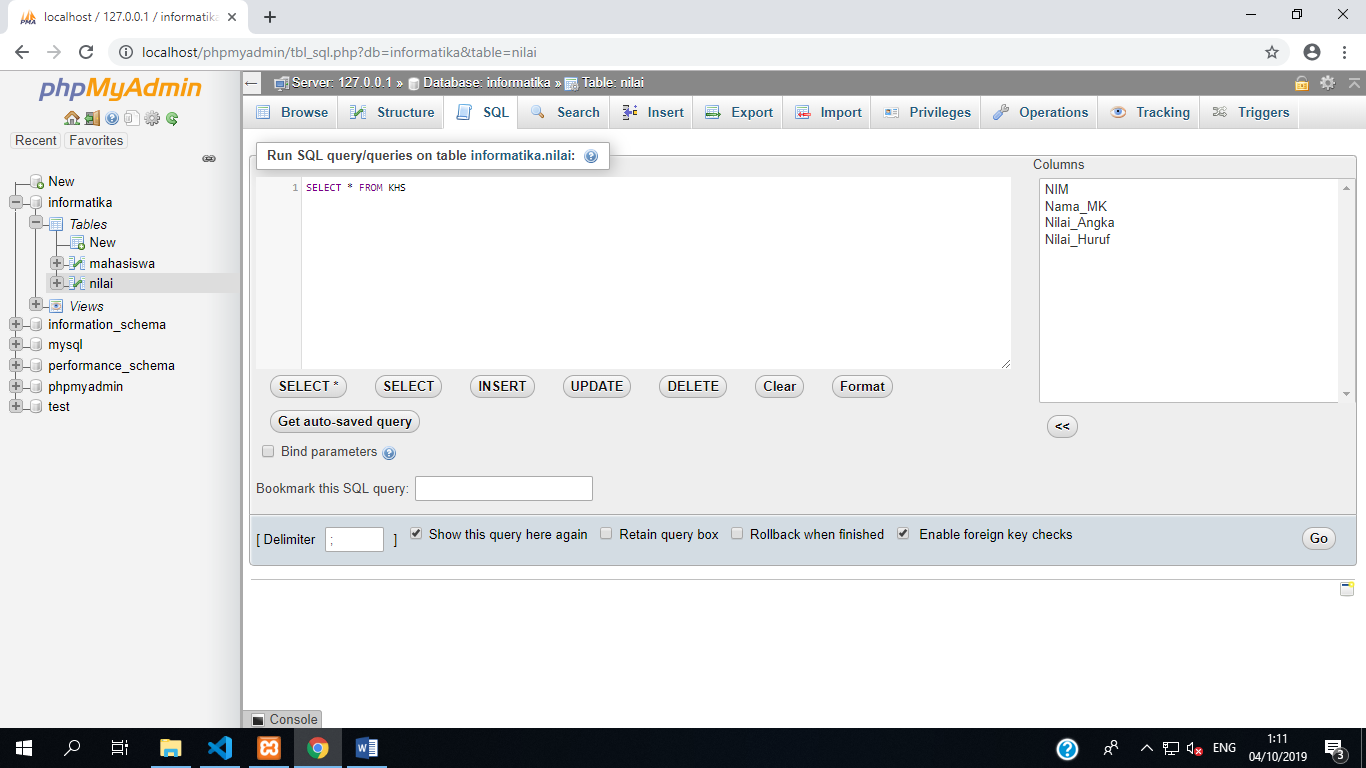 localhost / 127.0.0.1 / informatika
localhost/phpmyadmin/tbl_sql.php?db=informatika&table=nilai
phpMyAdmin
Recent Favorites
New
informatika
Tables
New
mahasiswa
nilai
Views
information_schema
mysql
performance_schema
phpmyadmin
test
Server: 127.0.0.1 » Database: informatika » Table: nilai
Browse Structure SQL Search Insert Export Import Privileges Operations Tracking Triggers
Run SQL query/queries on table informatika.nilai:
1 SELECT * FROM KHS
Columns
NIM
Nama_MK
Nilai_Angka
Nilai_Huruf
SELECT * SELECT INSERT UPDATE DELETE Clear Format
Get auto-saved query
<<
Bind parameters
Bookmark this SQL query:
[ Delimiter ; ] Show this query here again Retain query box Rollback when finished Enable foreign key checks Go
Console
ENG
1:11
04/10/2019
3